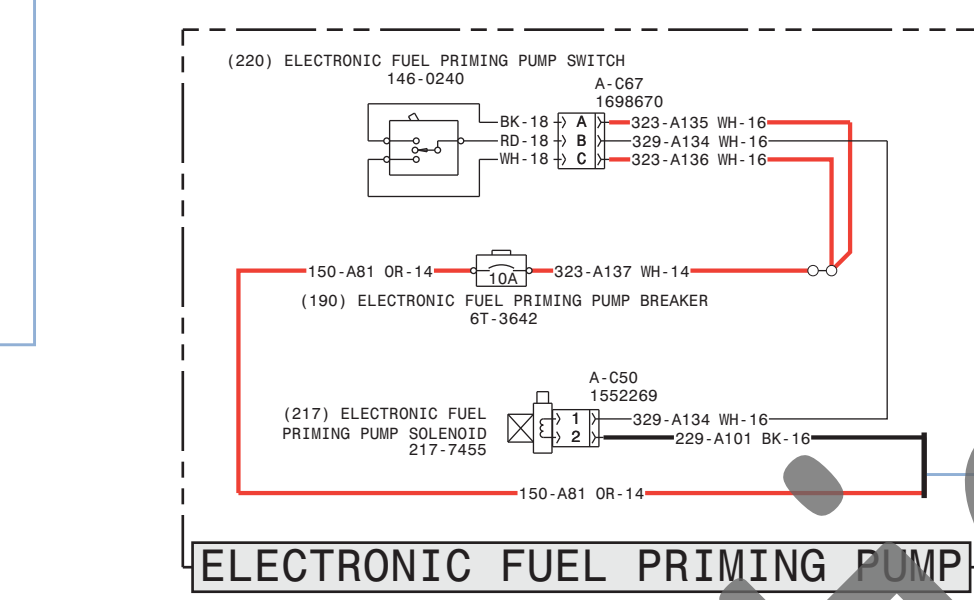 (220) ELECTRONIC FUEL PRIMING PUMP SWITCH
146-0240
A-C67
1698670
BK-18 A 323-A135 WH-16
RD-18 B 329-A134 WH-16
WH-18 C 323-A136 WH-16
150-A81 OR-14 10A 323-A137 WH-14
(190) ELECTRONIC FUEL PRIMING PUMP BREAKER
6T-3642
A-C50
1552269
(217) ELECTRONIC FUEL
PRIMING PUMP SOLENOID
217-7455
1 329-A134 WH-16
2 229-A101 BK-16
150-A81 OR-14
ELECTRONIC FUEL PRIMING PUMP